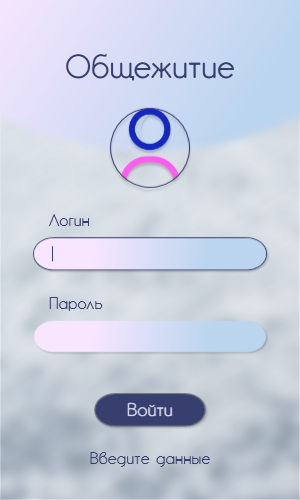 Общежитие
Логин
Пароль
Войти
Введите данные